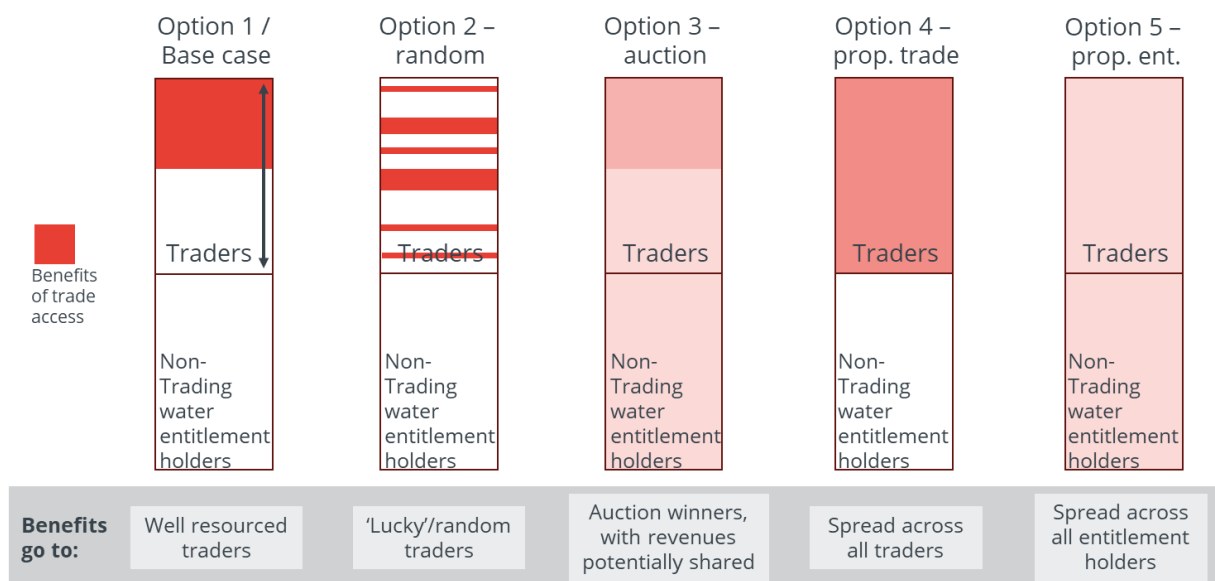 Option 1 /
Base case
Option 2 –
random
Option 3 –
auction
Option 4 –
prop. trade
Option 5 –
prop. ent.
Benefits
of trade
access
Traders
Traders
Traders
Traders
Traders
Non-
Trading
water
entitlement
holders
Non-
Trading
water
entitlement
holders
Non-
Trading
water
entitlement
holders
Non-
Trading
water
entitlement
holders
Non-
Trading
water
entitlement
holders
Benefits
go to:
Well resourced
traders
‘Lucky’/random
traders
Auction winners,
with revenues
potentially shared
Spread across
all traders
Spread across
all entitlement
holders